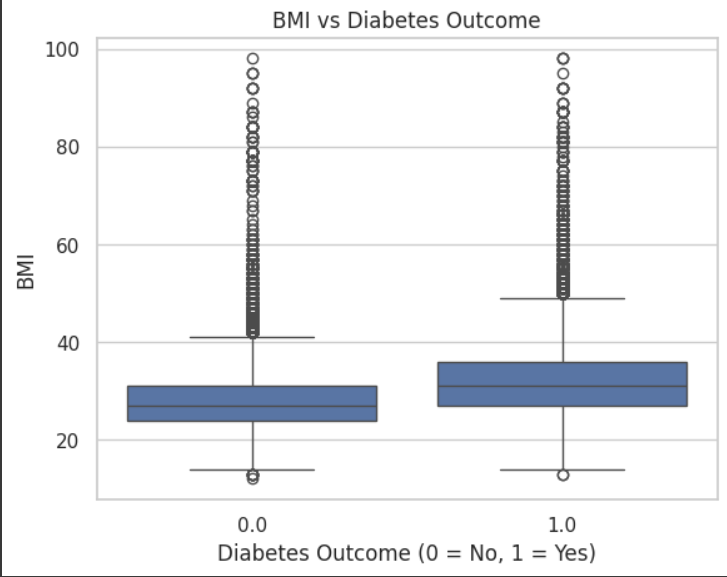 BMI vs Diabetes Outcome
100
80
60
40
20
BMI
0.0 1.0
Diabetes Outcome (0 = No, 1 = Yes)